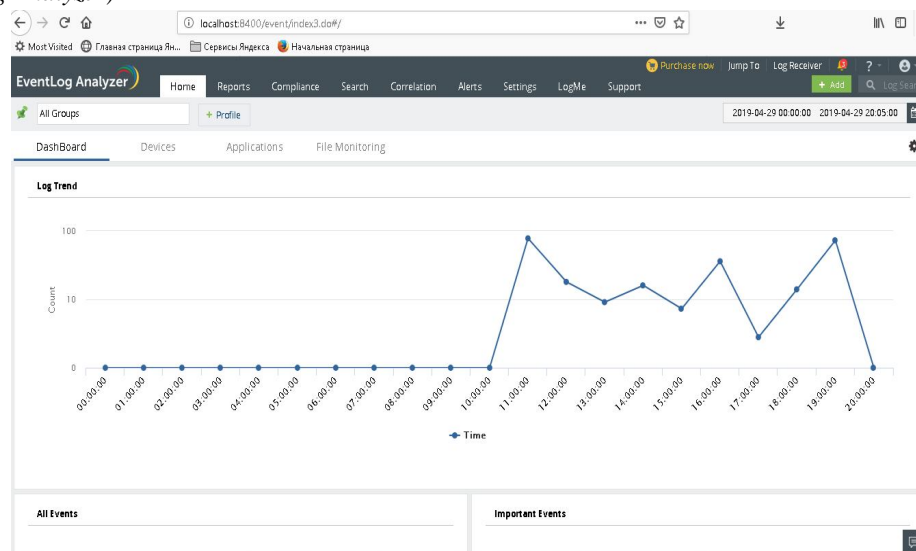 localhost:8400/event/index3.do#/
Most Visited Главная страница Ян... Сервисы Яндекса Начальная страница
Purchase now Jump To Log Receiver ?
EventLog Analyzer Home Reports Compliance Search Correlation Alerts Settings LogMe Support + Add
All Groups + Profile 2019-04-29 00:00:00 2019-04-29 20:05:00
DashBoard Devices Applications File Monitoring
Log Trend
100
10
0
Count
00:00:00 01:00:00 02:00:00 03:00:00 04:00:00 05:00:00 06:00:00 07:00:00 08:00:00 09:00:00 10:00:00 11:00:00 12:00:00 13:00:00 14:00:00 15:00:00 16:00:00 17:00:00 18:00:00 19:00:00 20:00:00
Time
All Events Important Events